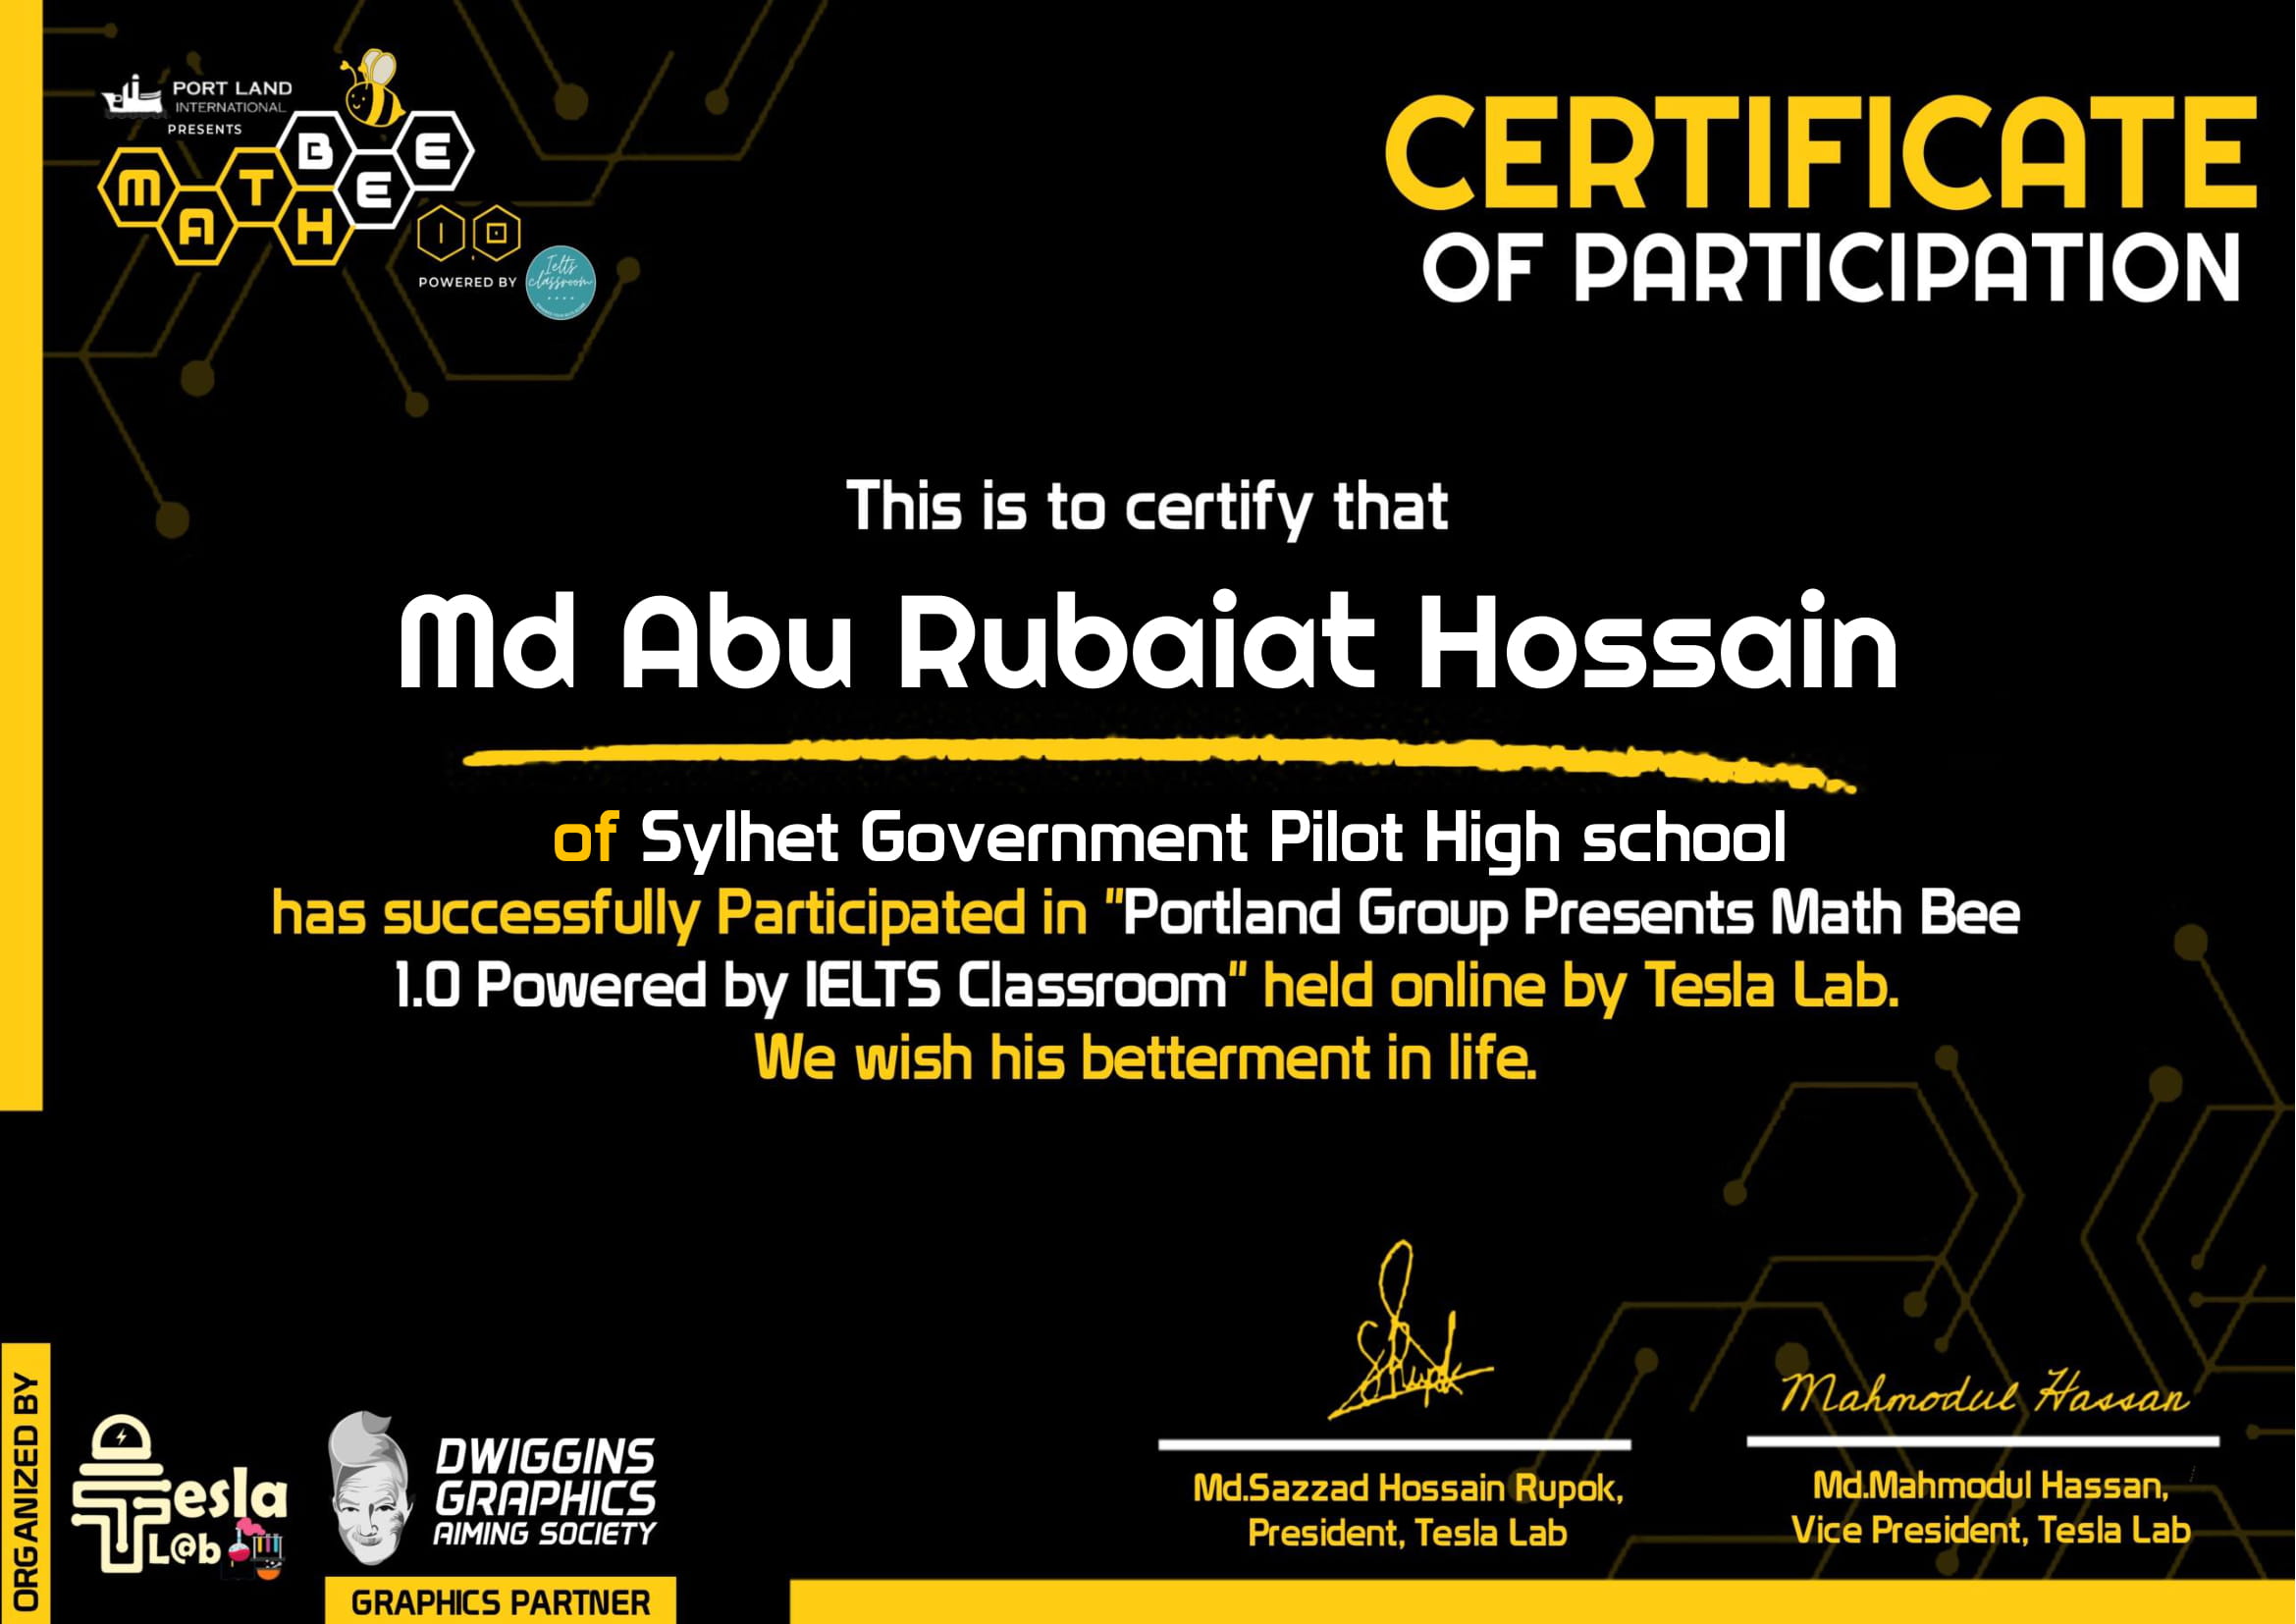 PORT LAND
INTERNATIONAL
PRESENTS
MATH BEE
1.0
POWERED BY
Ielts
classroom
CERTIFICATE
OF PARTICIPATION
This is to certify that
Md Abu Rubaiat Hossain
of Sylhet Government Pilot High school
has successfully Participated in "Portland Group Presents Math Bee
1.0 Powered by IELTS Classroom" held online by Tesla Lab.
We wish his betterment in life.
Mahmodul Hassan
Md.Sazzad Hossain Rupok,
President, Tesla Lab
Md.Mahmodul Hassan,
Vice President, Tesla Lab
ORGANIZED BY
Tesla
L@b
DWIGGINS
GRAPHICS
AIMING SOCIETY
GRAPHICS PARTNER